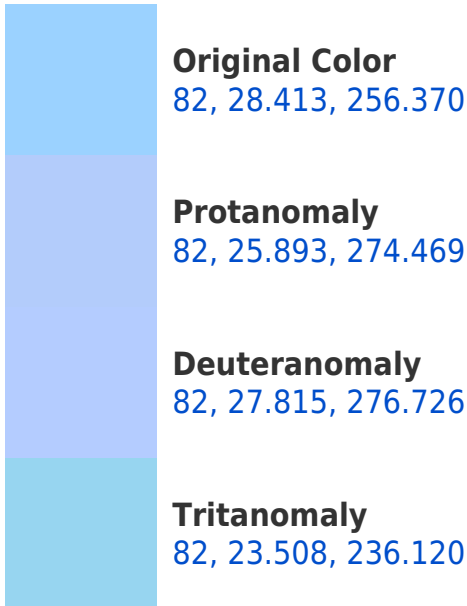 Original Color
82, 28.413, 256.370
Protanomaly
82, 25.893, 274.469
Deuteranomaly
82, 27.815, 276.726
Tritanomaly
82, 23.508, 236.120